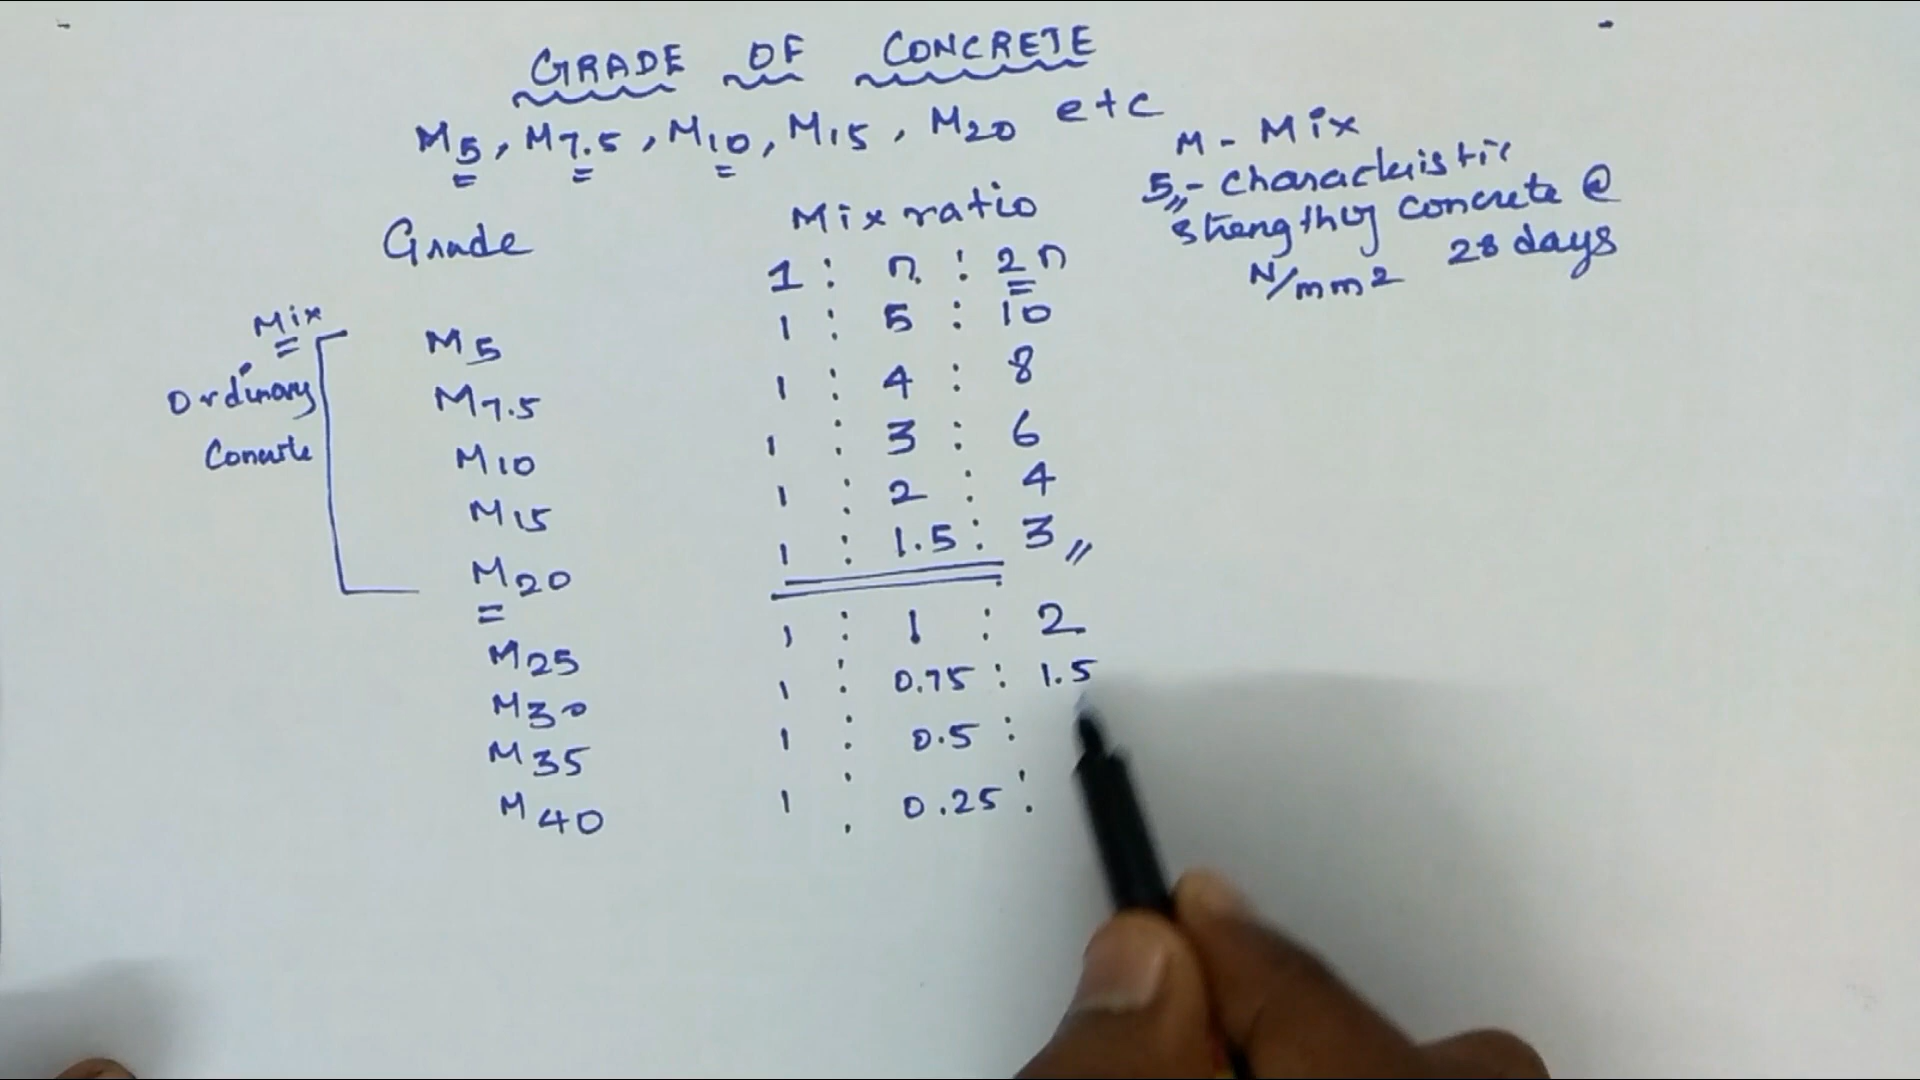 GRADE OF CONCRETE
M5, M7.5, M10, M15, M20 etc
M - Mix
5,,- Characteristic
strength of concrete @
N/mm2 28 days
Grade Mix ratio
1 : n : 2n
Mix
Ordinary
Concrete
M5 1 : 5 : 10
M7.5 1 : 4 : 8
M10 1 : 3 : 6
M15 1 : 2 : 4
M20 1 : 1.5 : 3,,
M25 1 : 1 : 2
M30 1 : 0.75 : 1.5
M35 1 : 0.5 :
M40 1 : 0.25 :